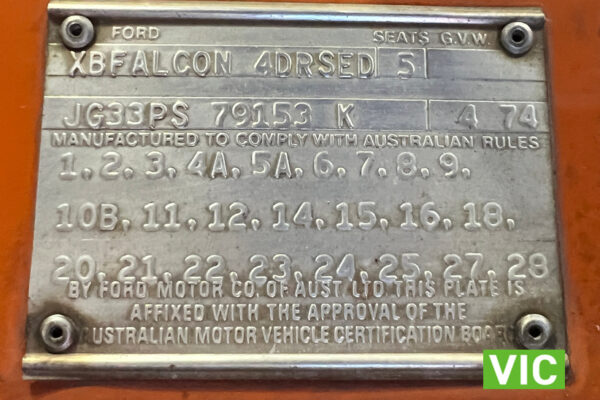 FORD SEATS G.V.W.
XBFALCON 4DRSED 5
JG33PS 79153 K 4 74
MANUFACTURED TO COMPLY WITH AUSTRALIAN RULES
1,2,3,4A,5A,6,7,8,9,
10B,11,12,14,15,16,18,
20,21,22,23,24,25,27,28
BY FORD MOTOR CO. OF AUST LTD THIS PLATE IS
AFFIXED WITH THE APPROVAL OF THE
AUSTRALIAN MOTOR VEHICLE CERTIFICATION BOARD
VIC